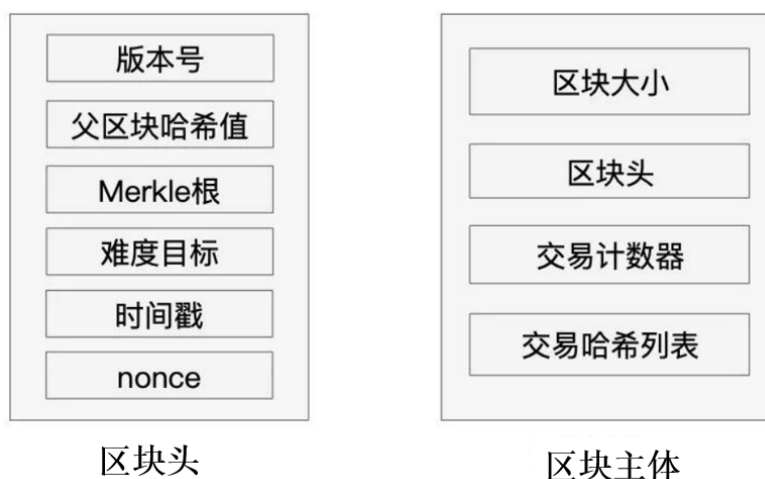 版本号
父区块哈希值
Merkle根
难度目标
时间戳
nonce
区块头
区块大小
区块头
交易计数器
交易哈希列表
区块主体